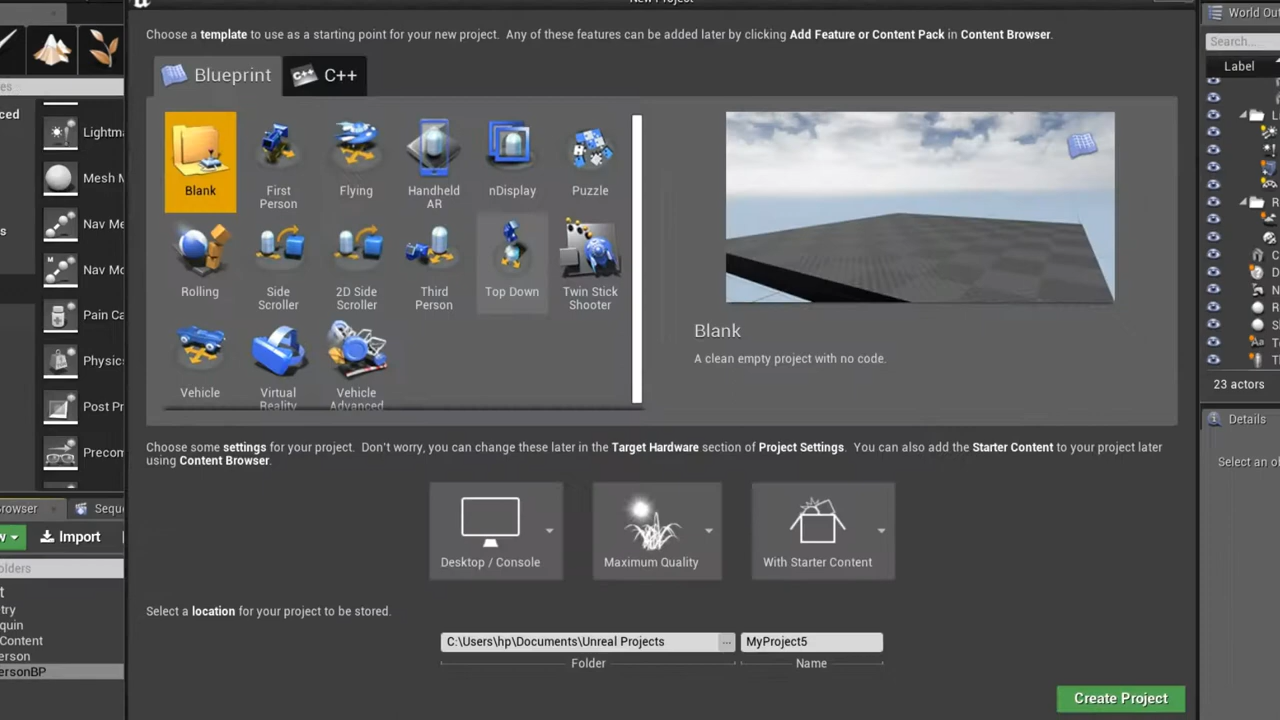 New Project
Choose a template to use as a starting point for your new project. Any of these features can be added later by clicking Add Feature or Content Pack in Content Browser.
Blueprint
C++
C++
Blank
First
Person
Flying
Handheld
AR
nDisplay
Puzzle
Rolling
Side
Scroller
2D Side
Scroller
Third
Person
Top Down
Twin Stick
Shooter
Vehicle
Virtual
Reality
Vehicle
Advanced
Blank
A clean empty project with no code.
Choose some settings for your project. Don't worry, you can change these later in the Target Hardware section of Project Settings. You can also add the Starter Content to your project later
using Content Browser.
Desktop / Console
Maximum Quality
With Starter Content
Select a location for your project to be stored.
C:\Users\hp\Documents\Unreal Projects
...
MyProject5
Folder
Name
Create Project
Lightm
Mesh M
Nav Me
Nav Mo
Pain Ca
Physics
Post Pr
Precom
rowser
Seque
Import
olders
try
quin
Content
erson
ersonBP
World Out
Search...
Label
23 actors
Details
Select an ob